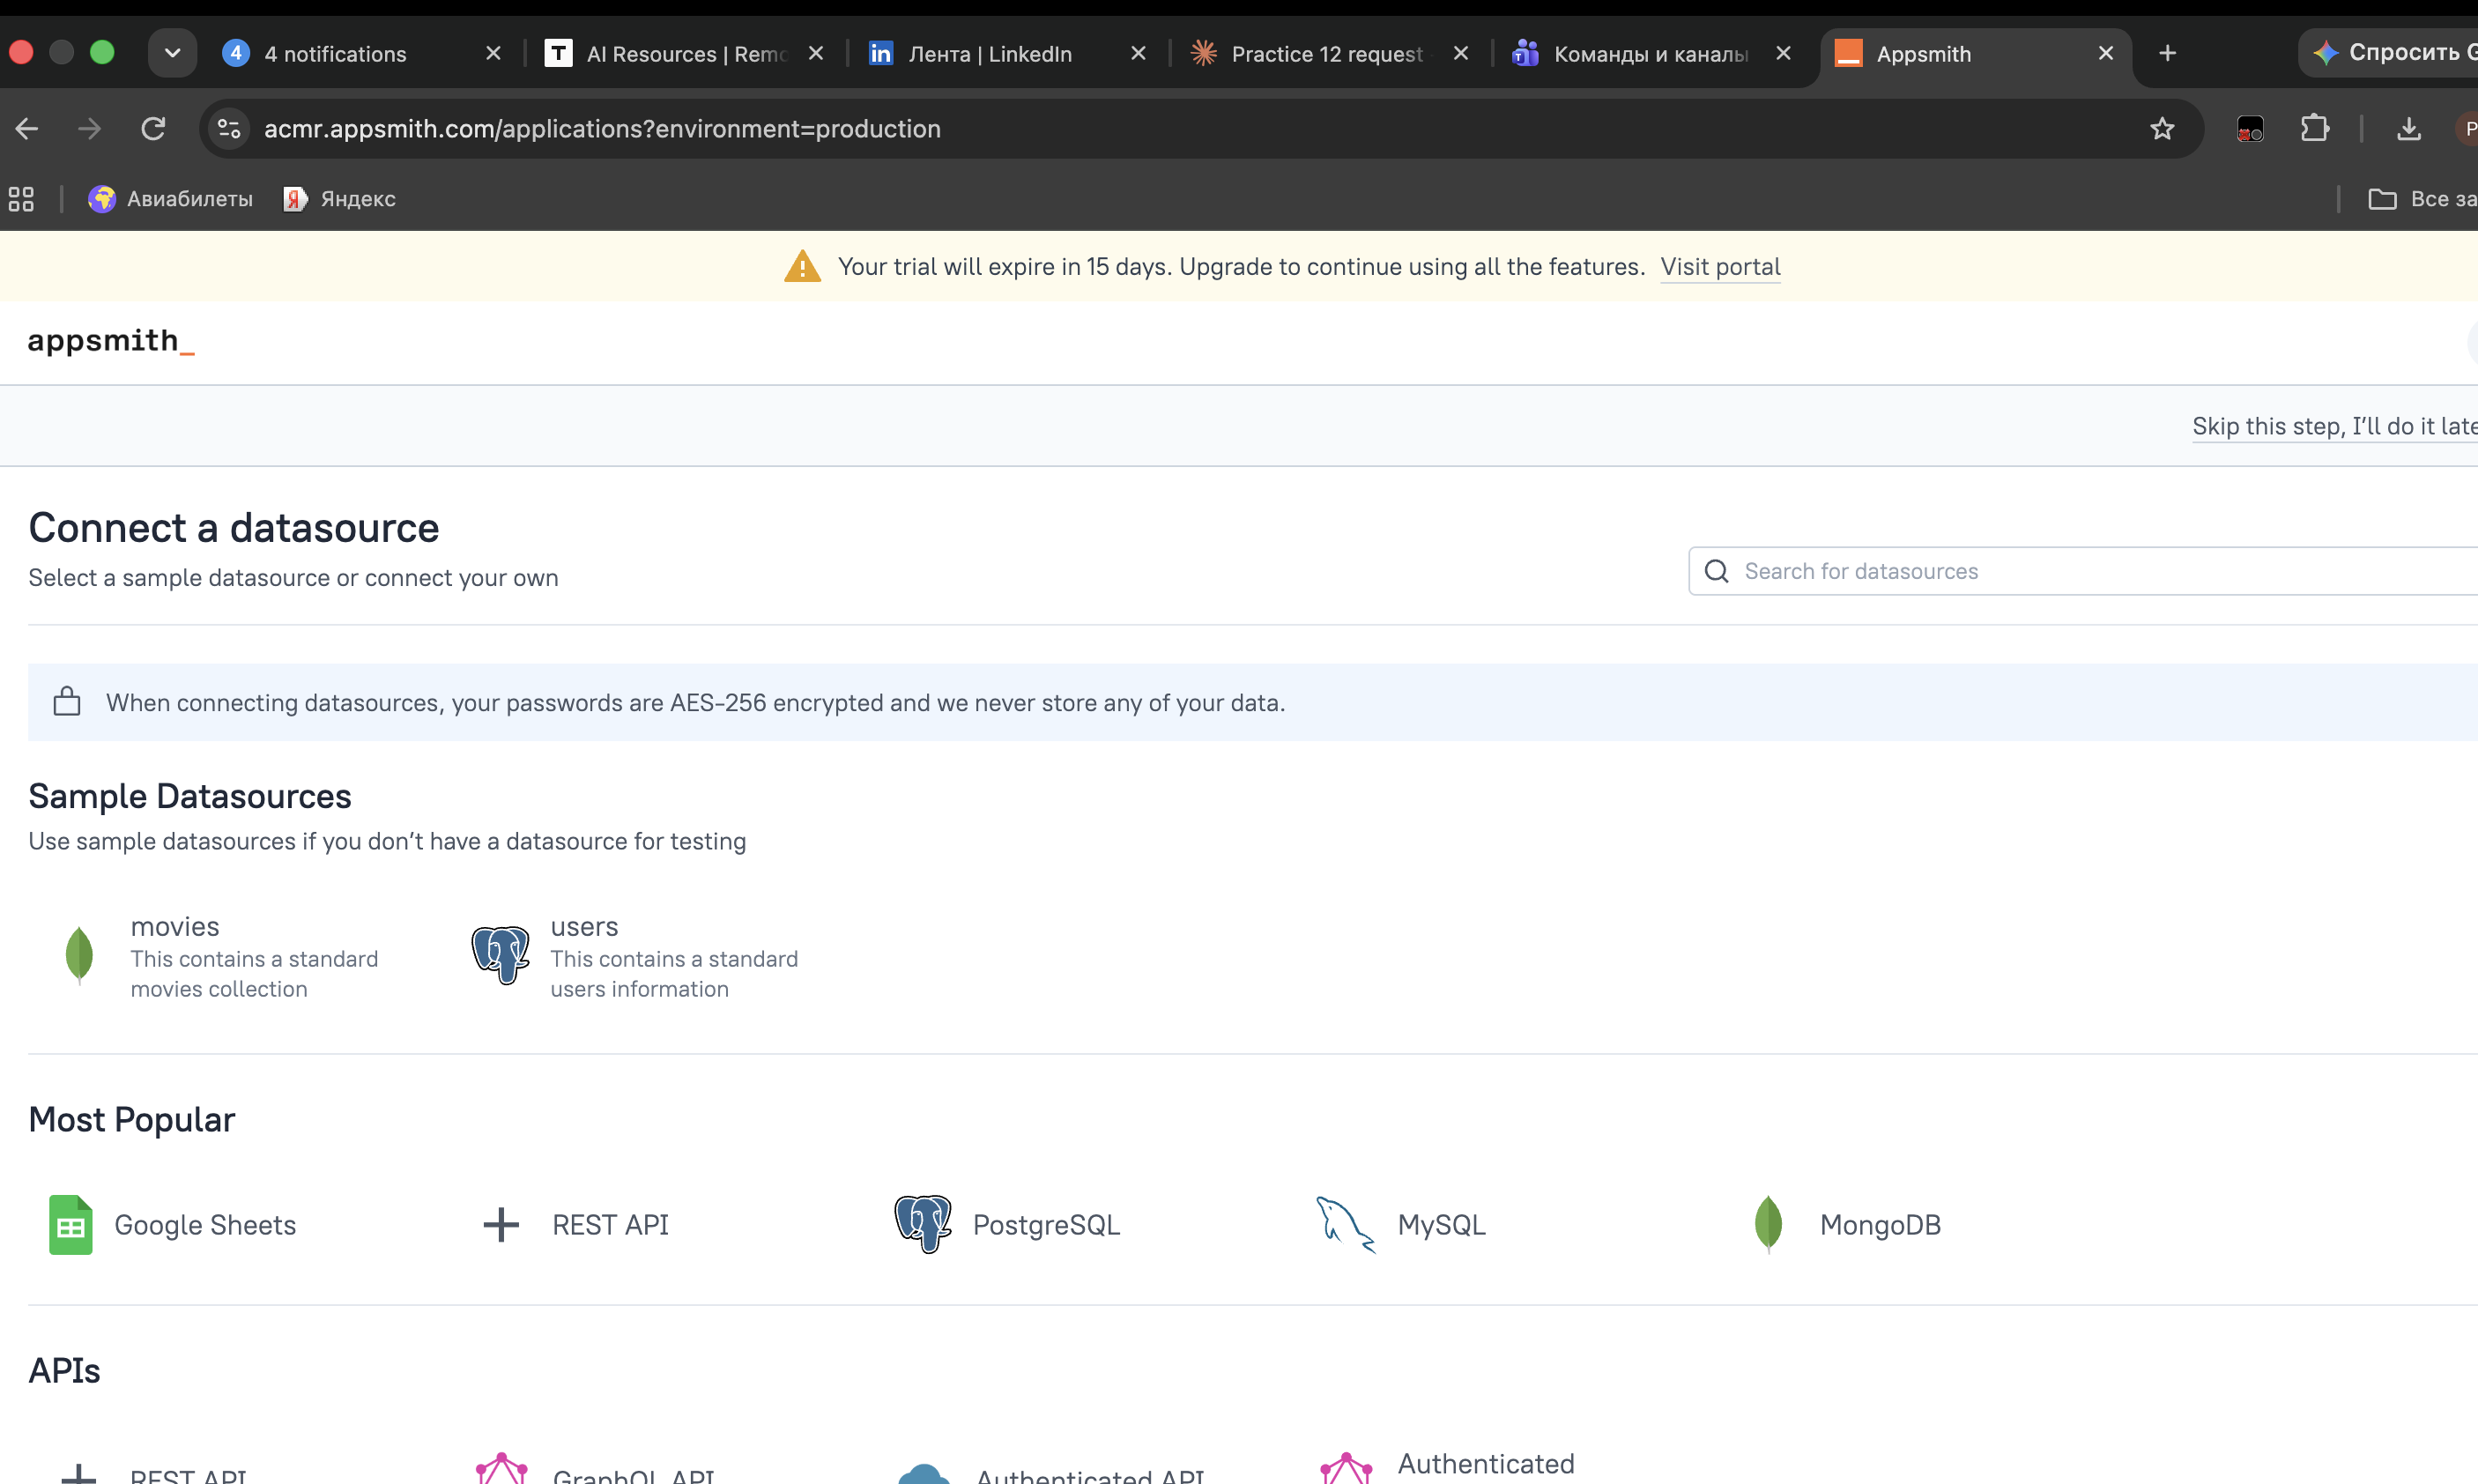 4 4 notifications
T AI Resources | Remo
in Лента | LinkedIn
Practice 12 request
Команды и каналы
Appsmith
Спросить G
acmr.appsmith.com/applications?environment=production
P
Авиабилеты
Я Яндекс
Все за
Your trial will expire in 15 days. Upgrade to continue using all the features. Visit portal
appsmith_
Skip this step, I’ll do it late
Connect a datasource
Select a sample datasource or connect your own
Search for datasources
When connecting datasources, your passwords are AES-256 encrypted and we never store any of your data.
Sample Datasources
Use sample datasources if you don’t have a datasource for testing
movies
This contains a standard
movies collection
users
This contains a standard
users information
Most Popular
Google Sheets
REST API
PostgreSQL
MySQL
MongoDB
APIs
REST API
GraphQL API
Authenticated API
Authenticated